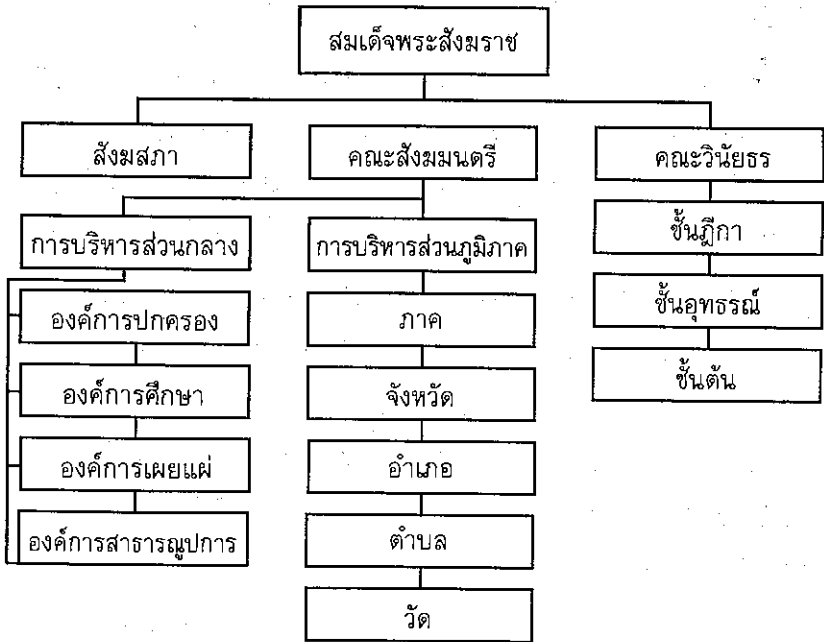 สมเด็จพระสังฆราช
สังฆสภา
คณะสังฆมนตรี
คณะวินัยธร
การบริหารส่วนกลาง
การบริหารส่วนภูมิภาค
ชั้นฎีกา
องค์การปกครอง
ภาค
ชั้นอุทธรณ์
องค์การศึกษา
จังหวัด
ชั้นต้น
องค์การเผยแผ่
อำเภอ
องค์การสาธารณูปการ
ตำบล
วัด